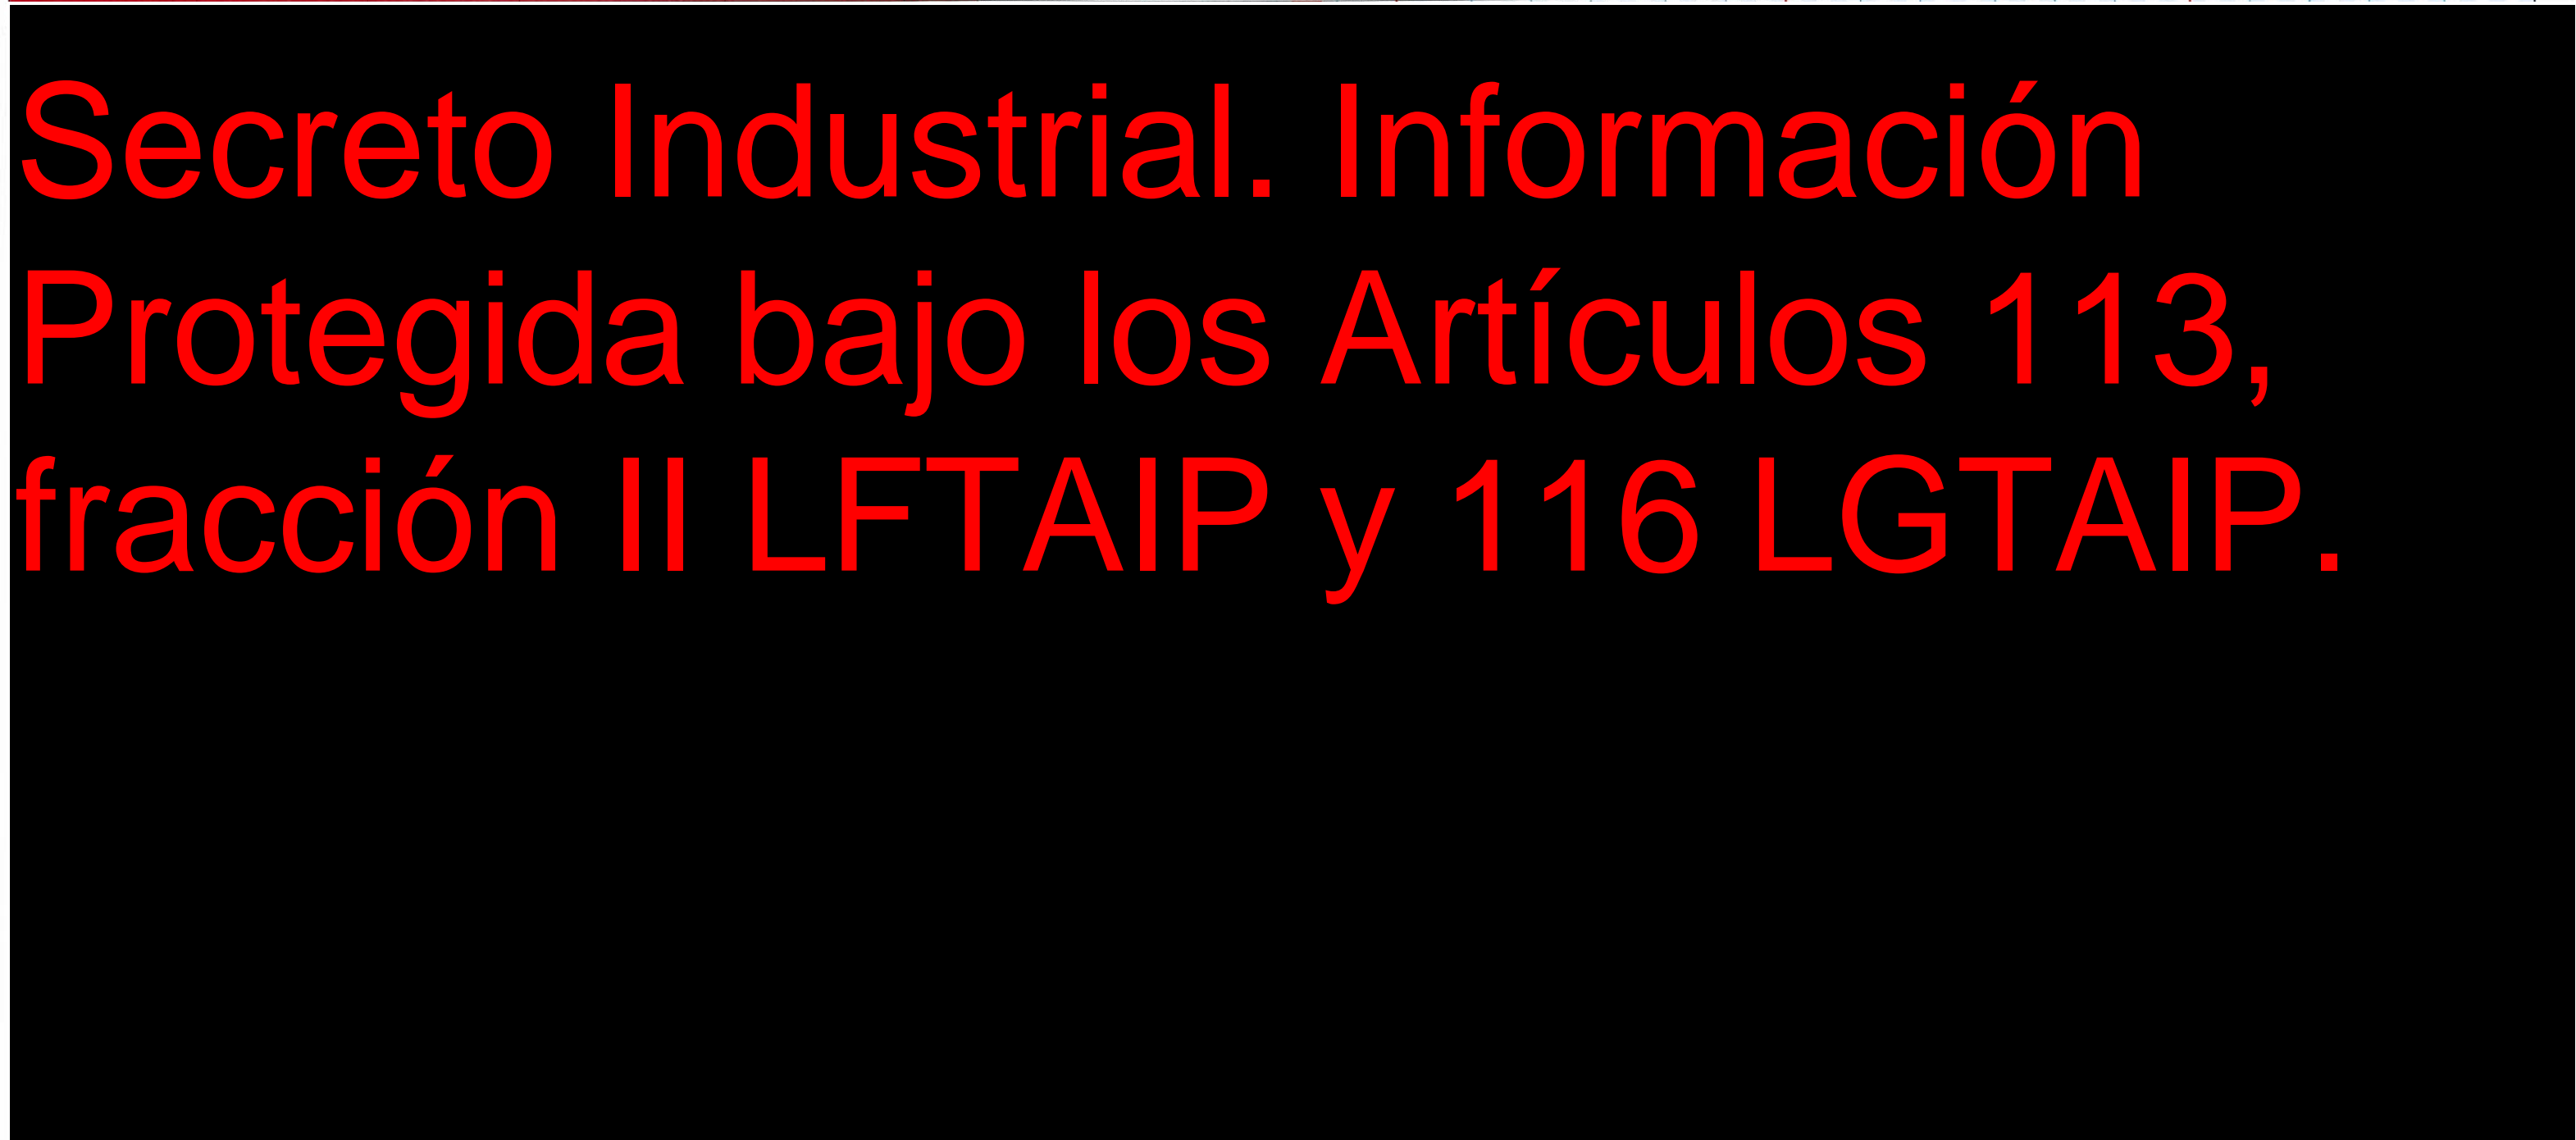 Secreto Industrial. Información
Protegida bajo los Artículos 113,
fracción II LFTAIP y 116 LGTAIP.